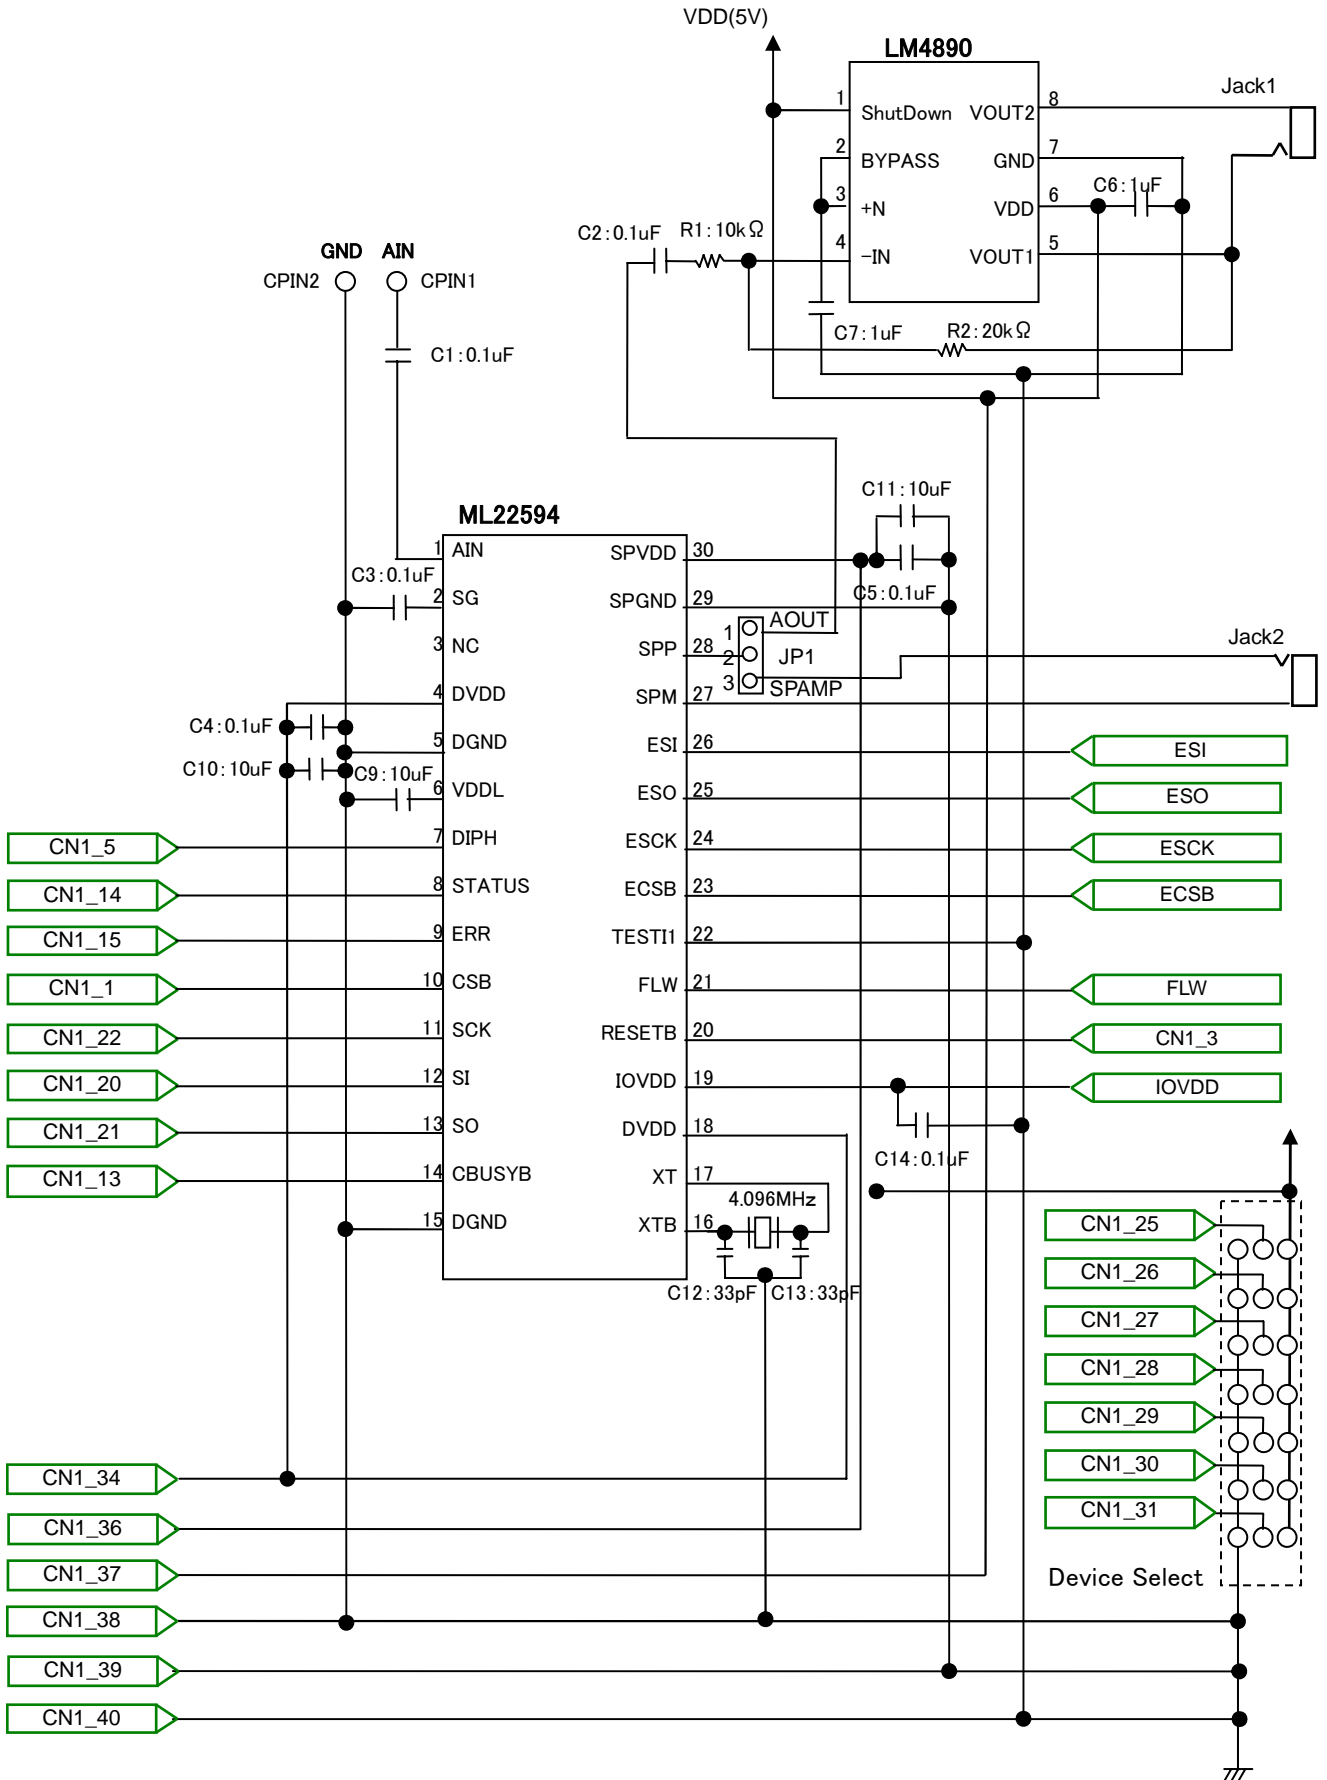 VDD(5V)
LM4890
Jack1
1 ShutDown VOUT2 8
2 BYPASS GND 7
3 +N VDD 6
C6:1uF
4 -IN VOUT1 5
C2:0.1uF R1:10kΩ
GND AIN
CPIN2 CPIN1
C7:1uF R2:20kΩ
C1:0.1uF
C11:10uF
ML22594
1 AIN SPVDD 30
C3:0.1uF
C5:0.1uF
2 SG SPGND 29
1 AOUT
3 NC SPP 28
2 JP1
3 SPAMP
Jack2
4 DVDD SPM 27
C4:0.1uF
5 DGND ESI 26
ESI
C10:10uF C9:10uF
6 VDDL ESO 25
ESO
CN1_5
7 DIPH ESCK 24
ESCK
CN1_14
8 STATUS ECSB 23
ECSB
CN1_15
9 ERR TESTI1 22
CN1_1
10 CSB FLW 21
FLW
CN1_22
11 SCK RESETB 20
CN1_3
CN1_20
12 SI IOVDD 19
IOVDD
CN1_21
13 SO DVDD 18
C14:0.1uF
CN1_13
14 CBUSYB XT 17
4.096MHz
15 DGND XTB 16
C12:33pF C13:33pF
CN1_25
CN1_26
CN1_27
CN1_28
CN1_29
CN1_30
CN1_31
Device Select
CN1_34
CN1_36
CN1_37
CN1_38
CN1_39
CN1_40